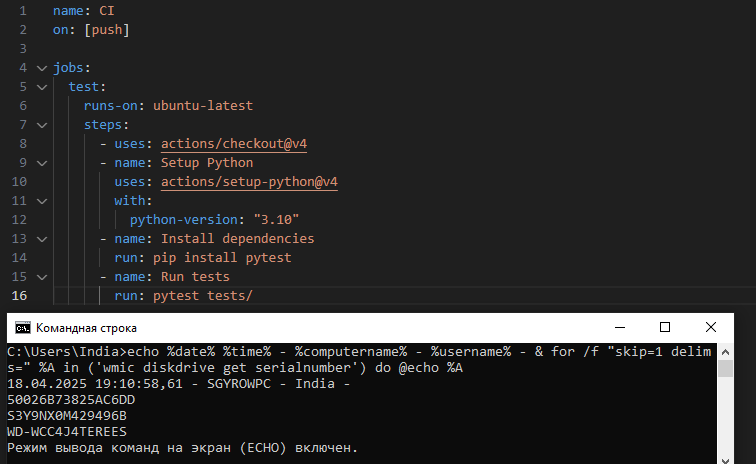 1 name: CI
2 on: [push]
3
4 jobs:
5 test:
6 runs-on: ubuntu-latest
7 steps:
8 - uses: actions/checkout@v4
9 - name: Setup Python
10 uses: actions/setup-python@v4
11 with:
12 python-version: "3.10"
13 - name: Install dependencies
14 run: pip install pytest
15 - name: Run tests
16 run: pytest tests/
Командная строка
C:\Users\India>echo %date% %time% - %computername% - %username% - & for /f "skip=1 delim
s=" %A in ('wmic diskdrive get serialnumber') do @echo %A
18.04.2025 19:10:58,61 - SGYROWPC - India -
50026B73825AC6DD
S3Y9NX0M429496B
WD-WCC4J4TEREES
Режим вывода команд на экран (ECHO) включен.